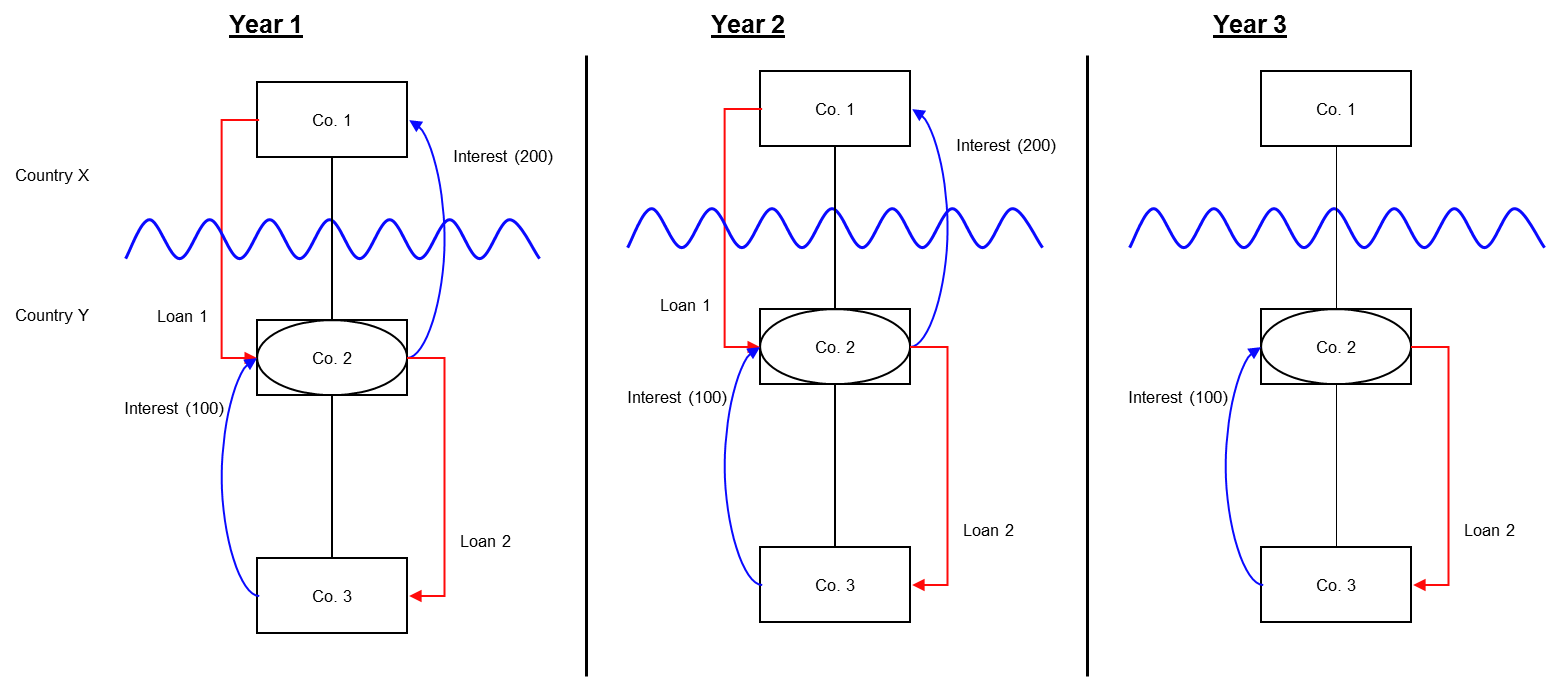 Year 1
Year 2
Year 3
Country X
Country Y
Co. 1
Interest (200)
Loan 1
Co. 2
Interest (100)
Loan 2
Co. 3
Co. 1
Interest (200)
Loan 1
Co. 2
Interest (100)
Loan 2
Co. 3
Co. 1
Co. 2
Interest (100)
Loan 2
Co. 3